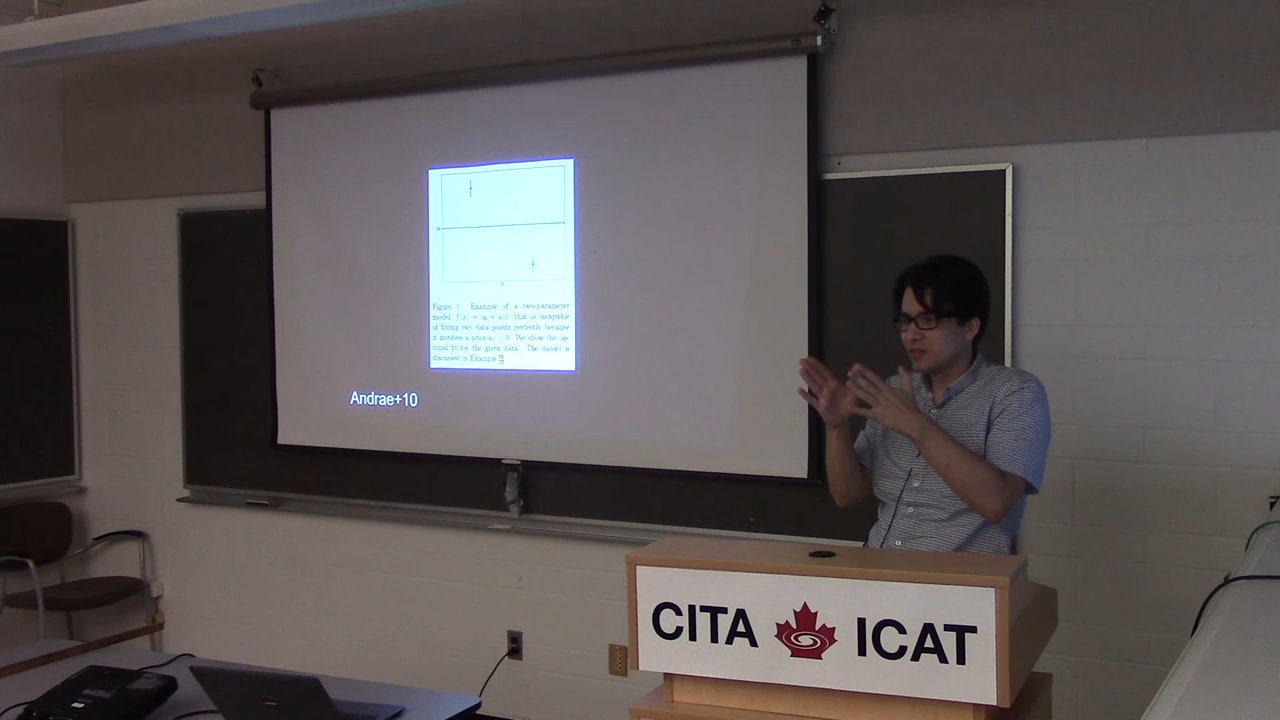 Figure 1. Example of a two-parameter
model, f(x) = a₀ + a₁x, that is incapable
of fitting two data points perfectly because
it involves a prior a₁ ≥ 0. We show the op-
timal fit for the given data. The model is
discussed in Example
Andrae+10
CITA ICAT